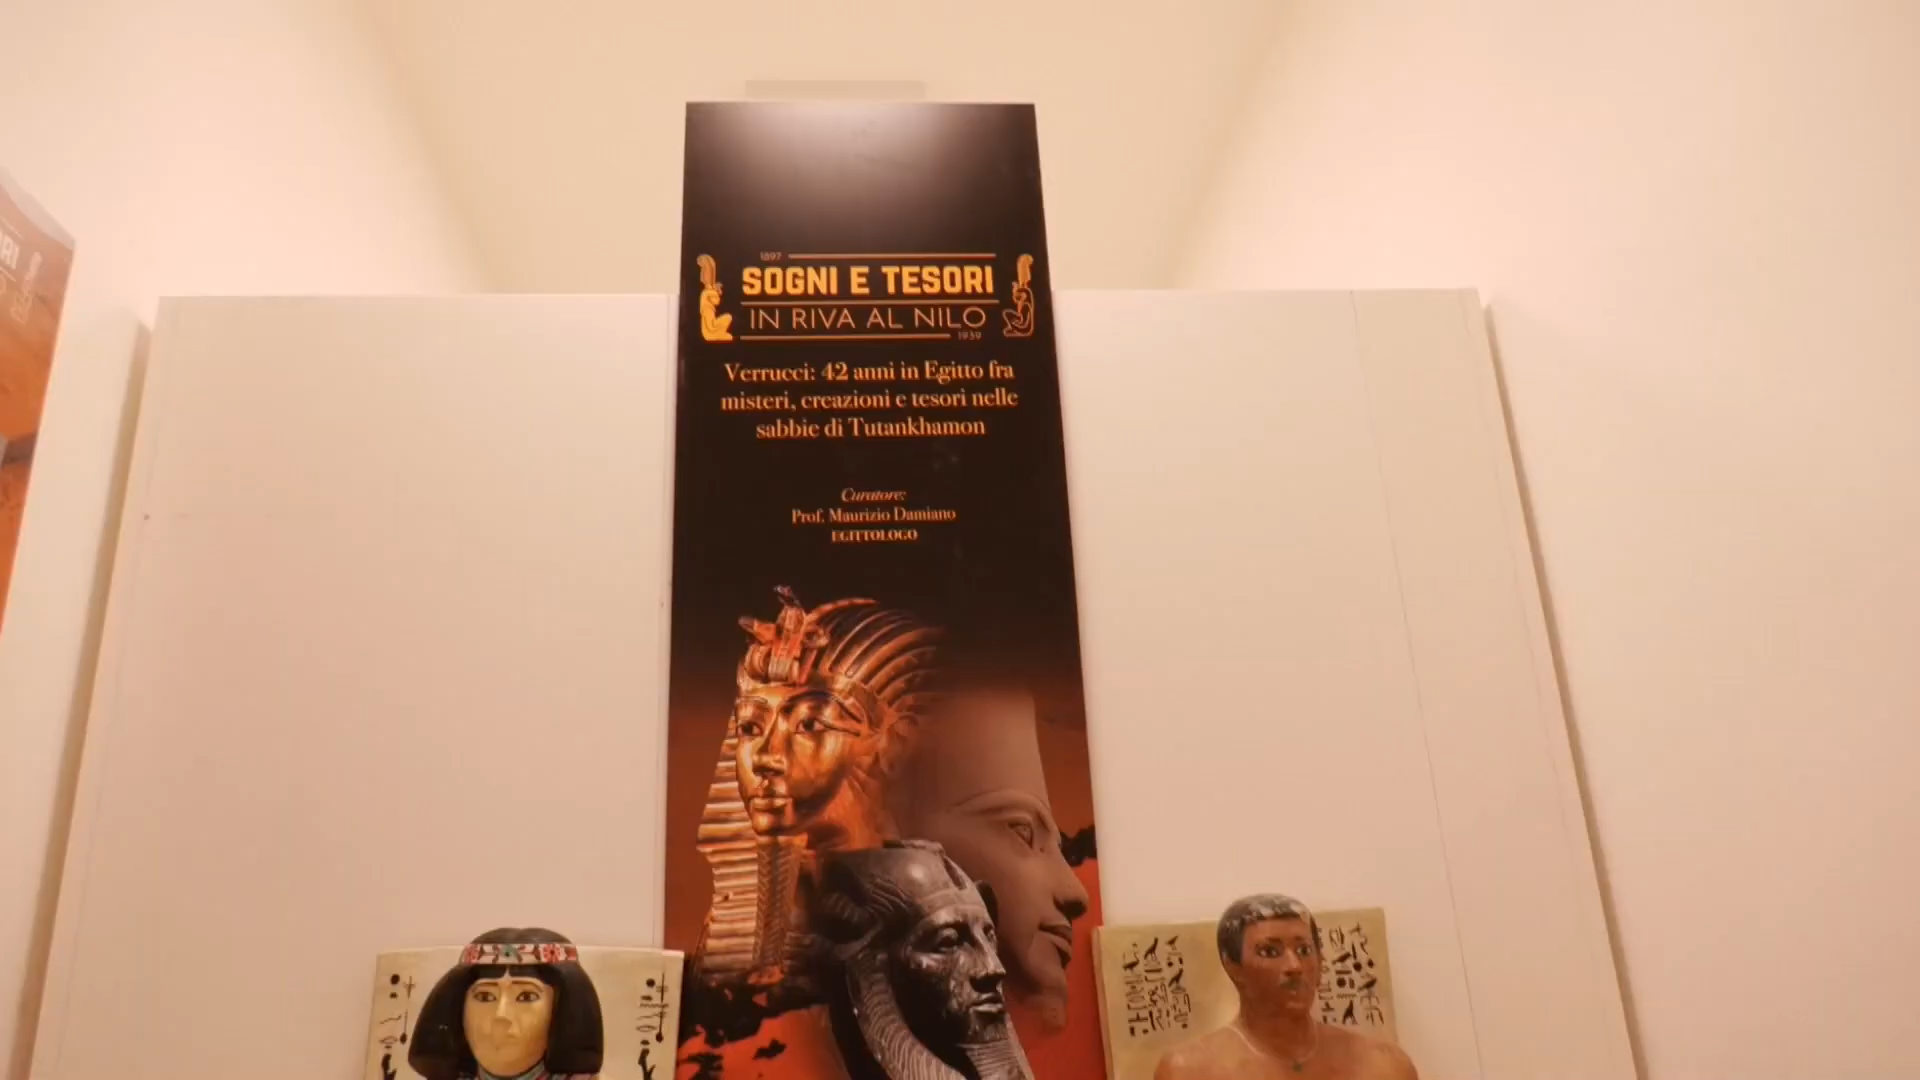 1897
SOGNI E TESORI
IN RIVA AL NILO
1939
Verrucci: 42 anni in Egitto fra
misteri, creazioni e tesori nelle
sabbie di Tutankhamon
Curatore:
Prof. Maurizio Damiano
EGITTOLOGO